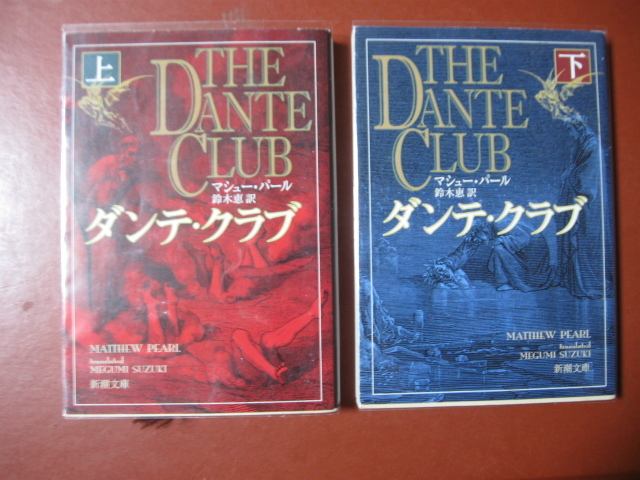 上
THE
DANTE
CLUB
マシュー・パール
鈴木恵 訳
ダンテ・クラブ
MATTHEW PEARL
translated
MEGUMI SUZUKI
新潮文庫
下
THE
DANTE
CLUB
マシュー・パール
鈴木恵 訳
ダンテ・クラブ
MATTHEW PEARL
translated
MEGUMI SUZUKI
新潮文庫